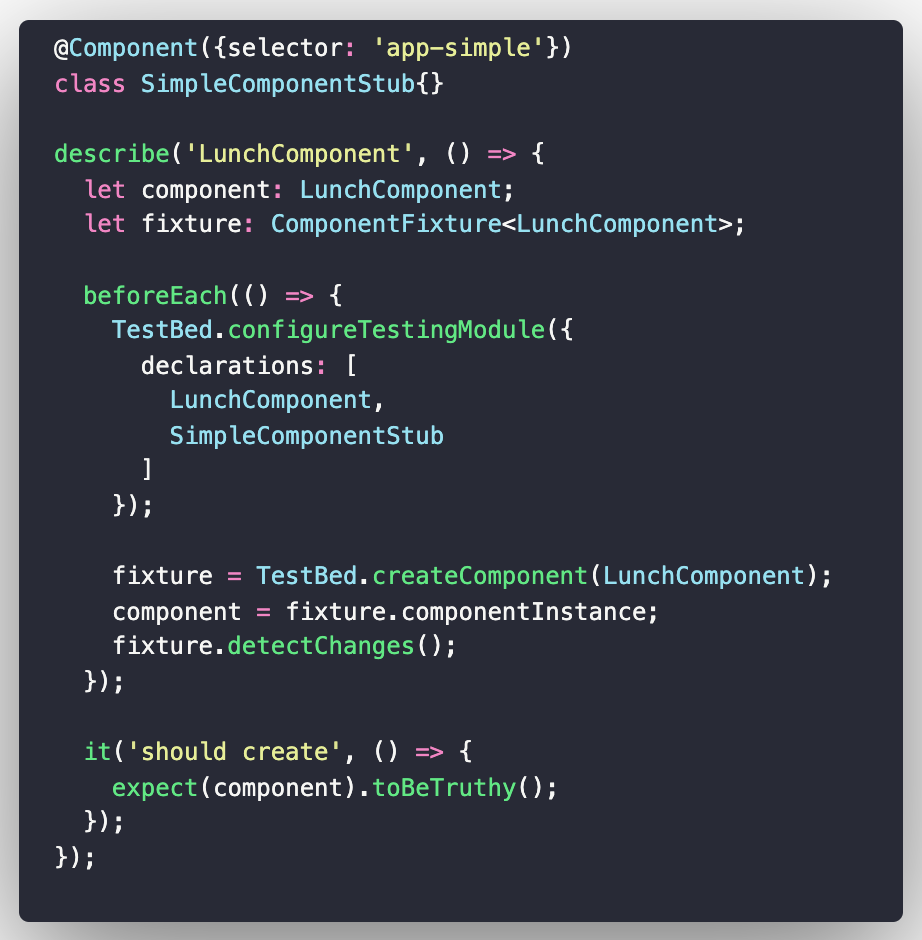 @Component({selector: 'app-simple'})
class SimpleComponentStub{}
describe('LunchComponent', () => {
let component: LunchComponent;
let fixture: ComponentFixture<LunchComponent>;
beforeEach(() => {
TestBed.configureTestingModule({
declarations: [
LunchComponent,
SimpleComponentStub
]
});
fixture = TestBed.createComponent(LunchComponent);
component = fixture.componentInstance;
fixture.detectChanges();
});
it('should create', () => {
expect(component).toBeTruthy();
});
});